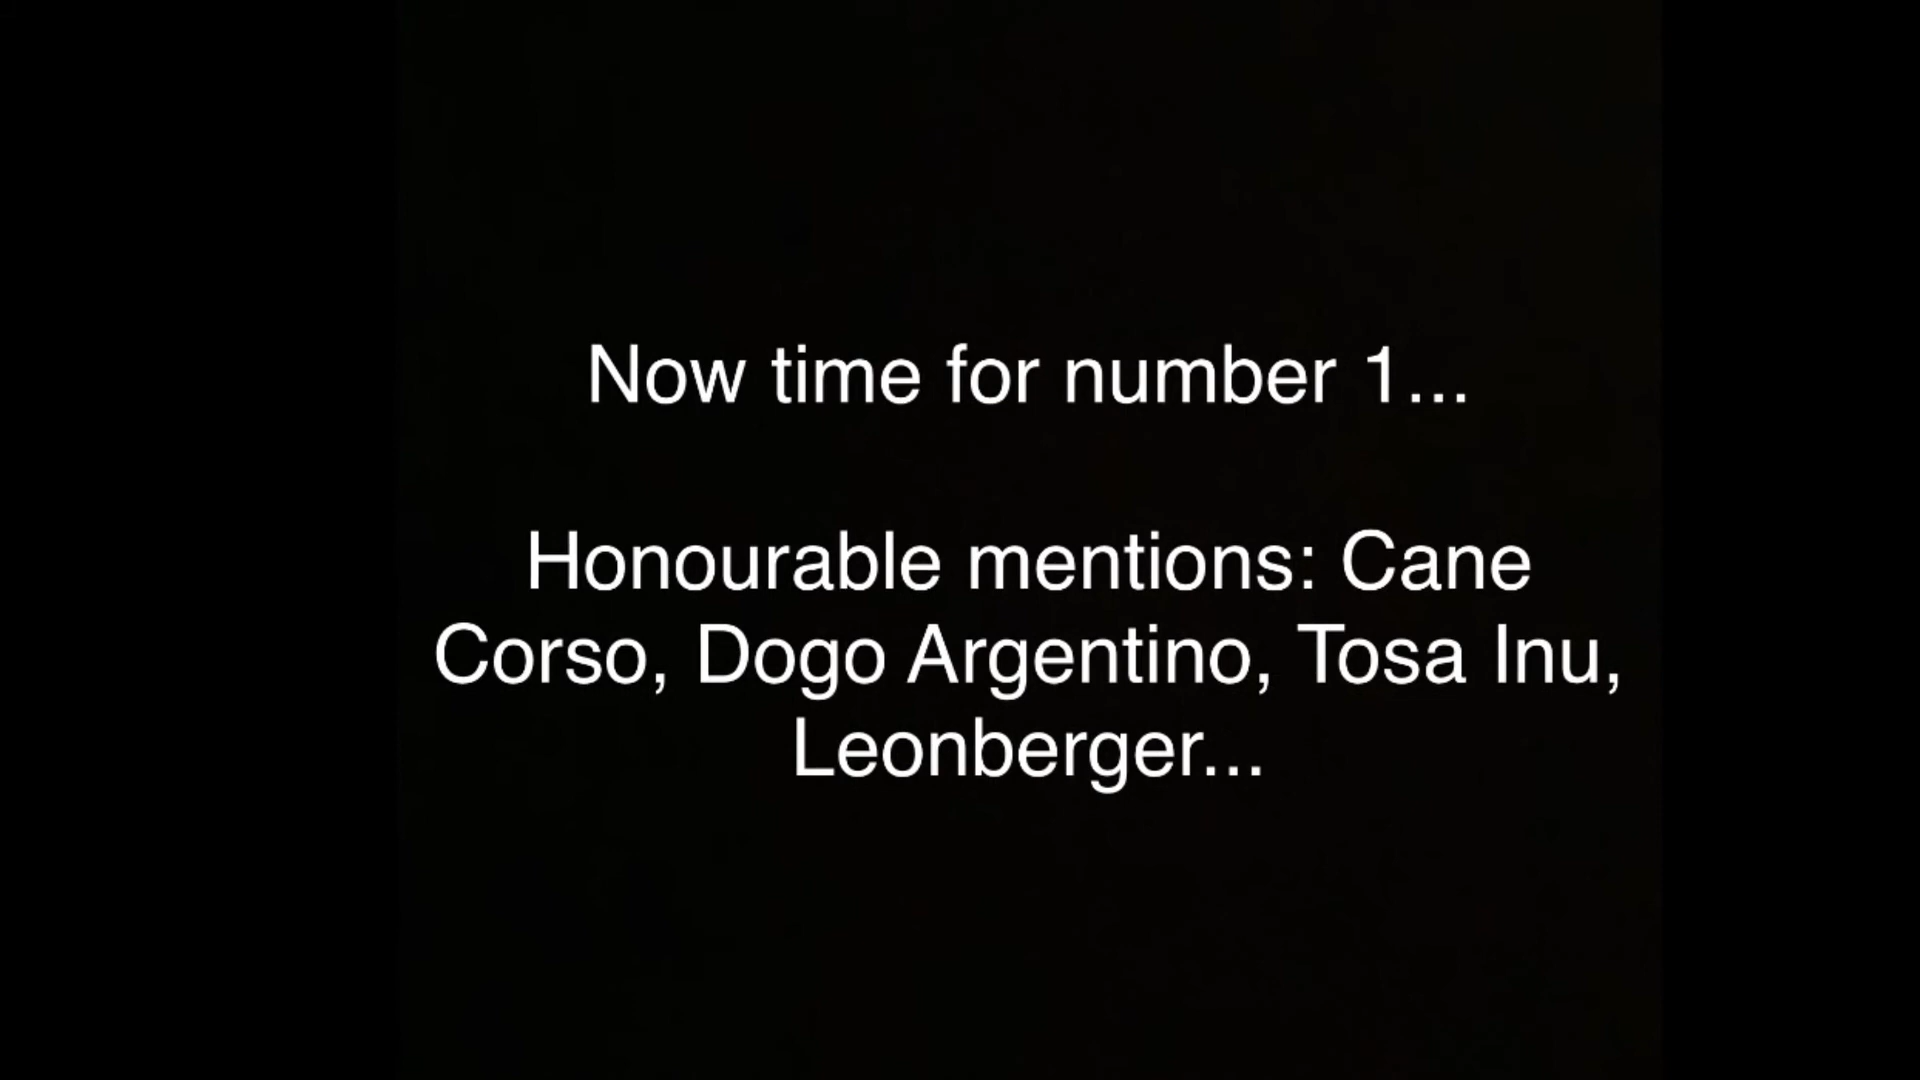 Now time for number 1...
Honourable mentions: Cane
Corso, Dogo Argentino, Tosa Inu,
Leonberger...